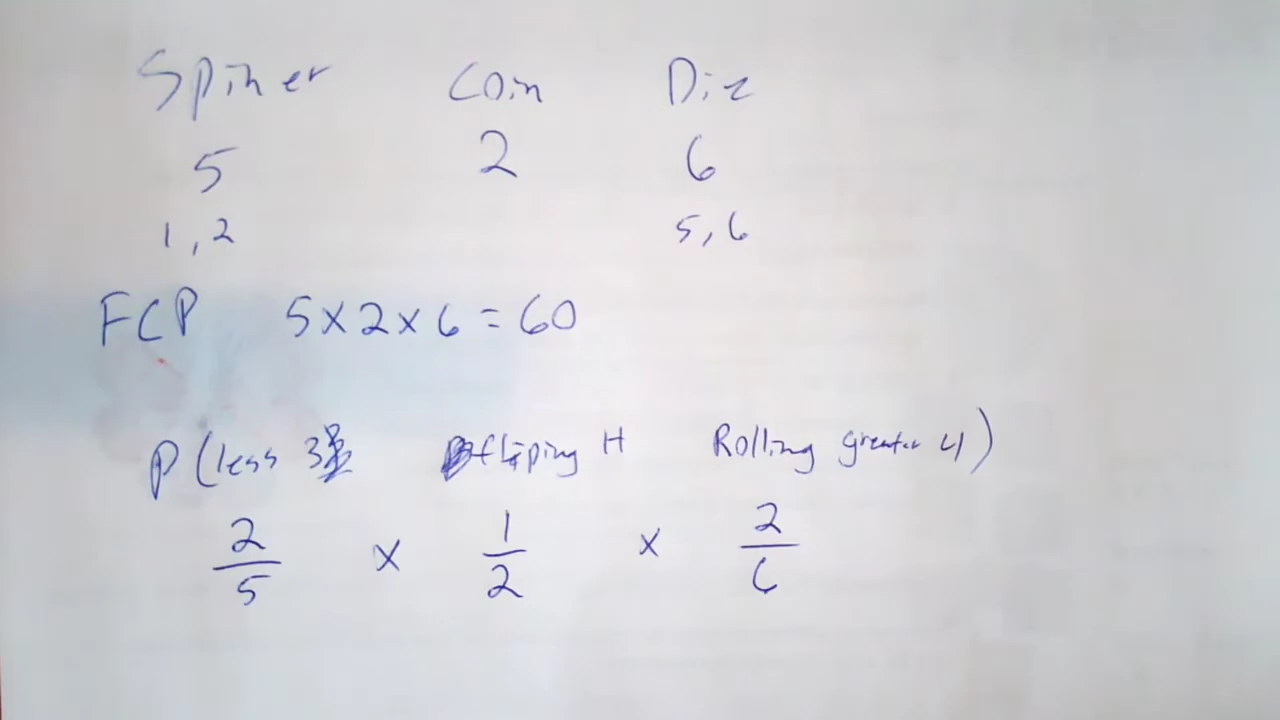 Spiner Coin Die
5 2 6
1, 2 5, 6
FCP 5 x 2 x 6 = 60
P (less 3 fliping H Rolling greater 4)
2/5 x 1/2 x 2/6